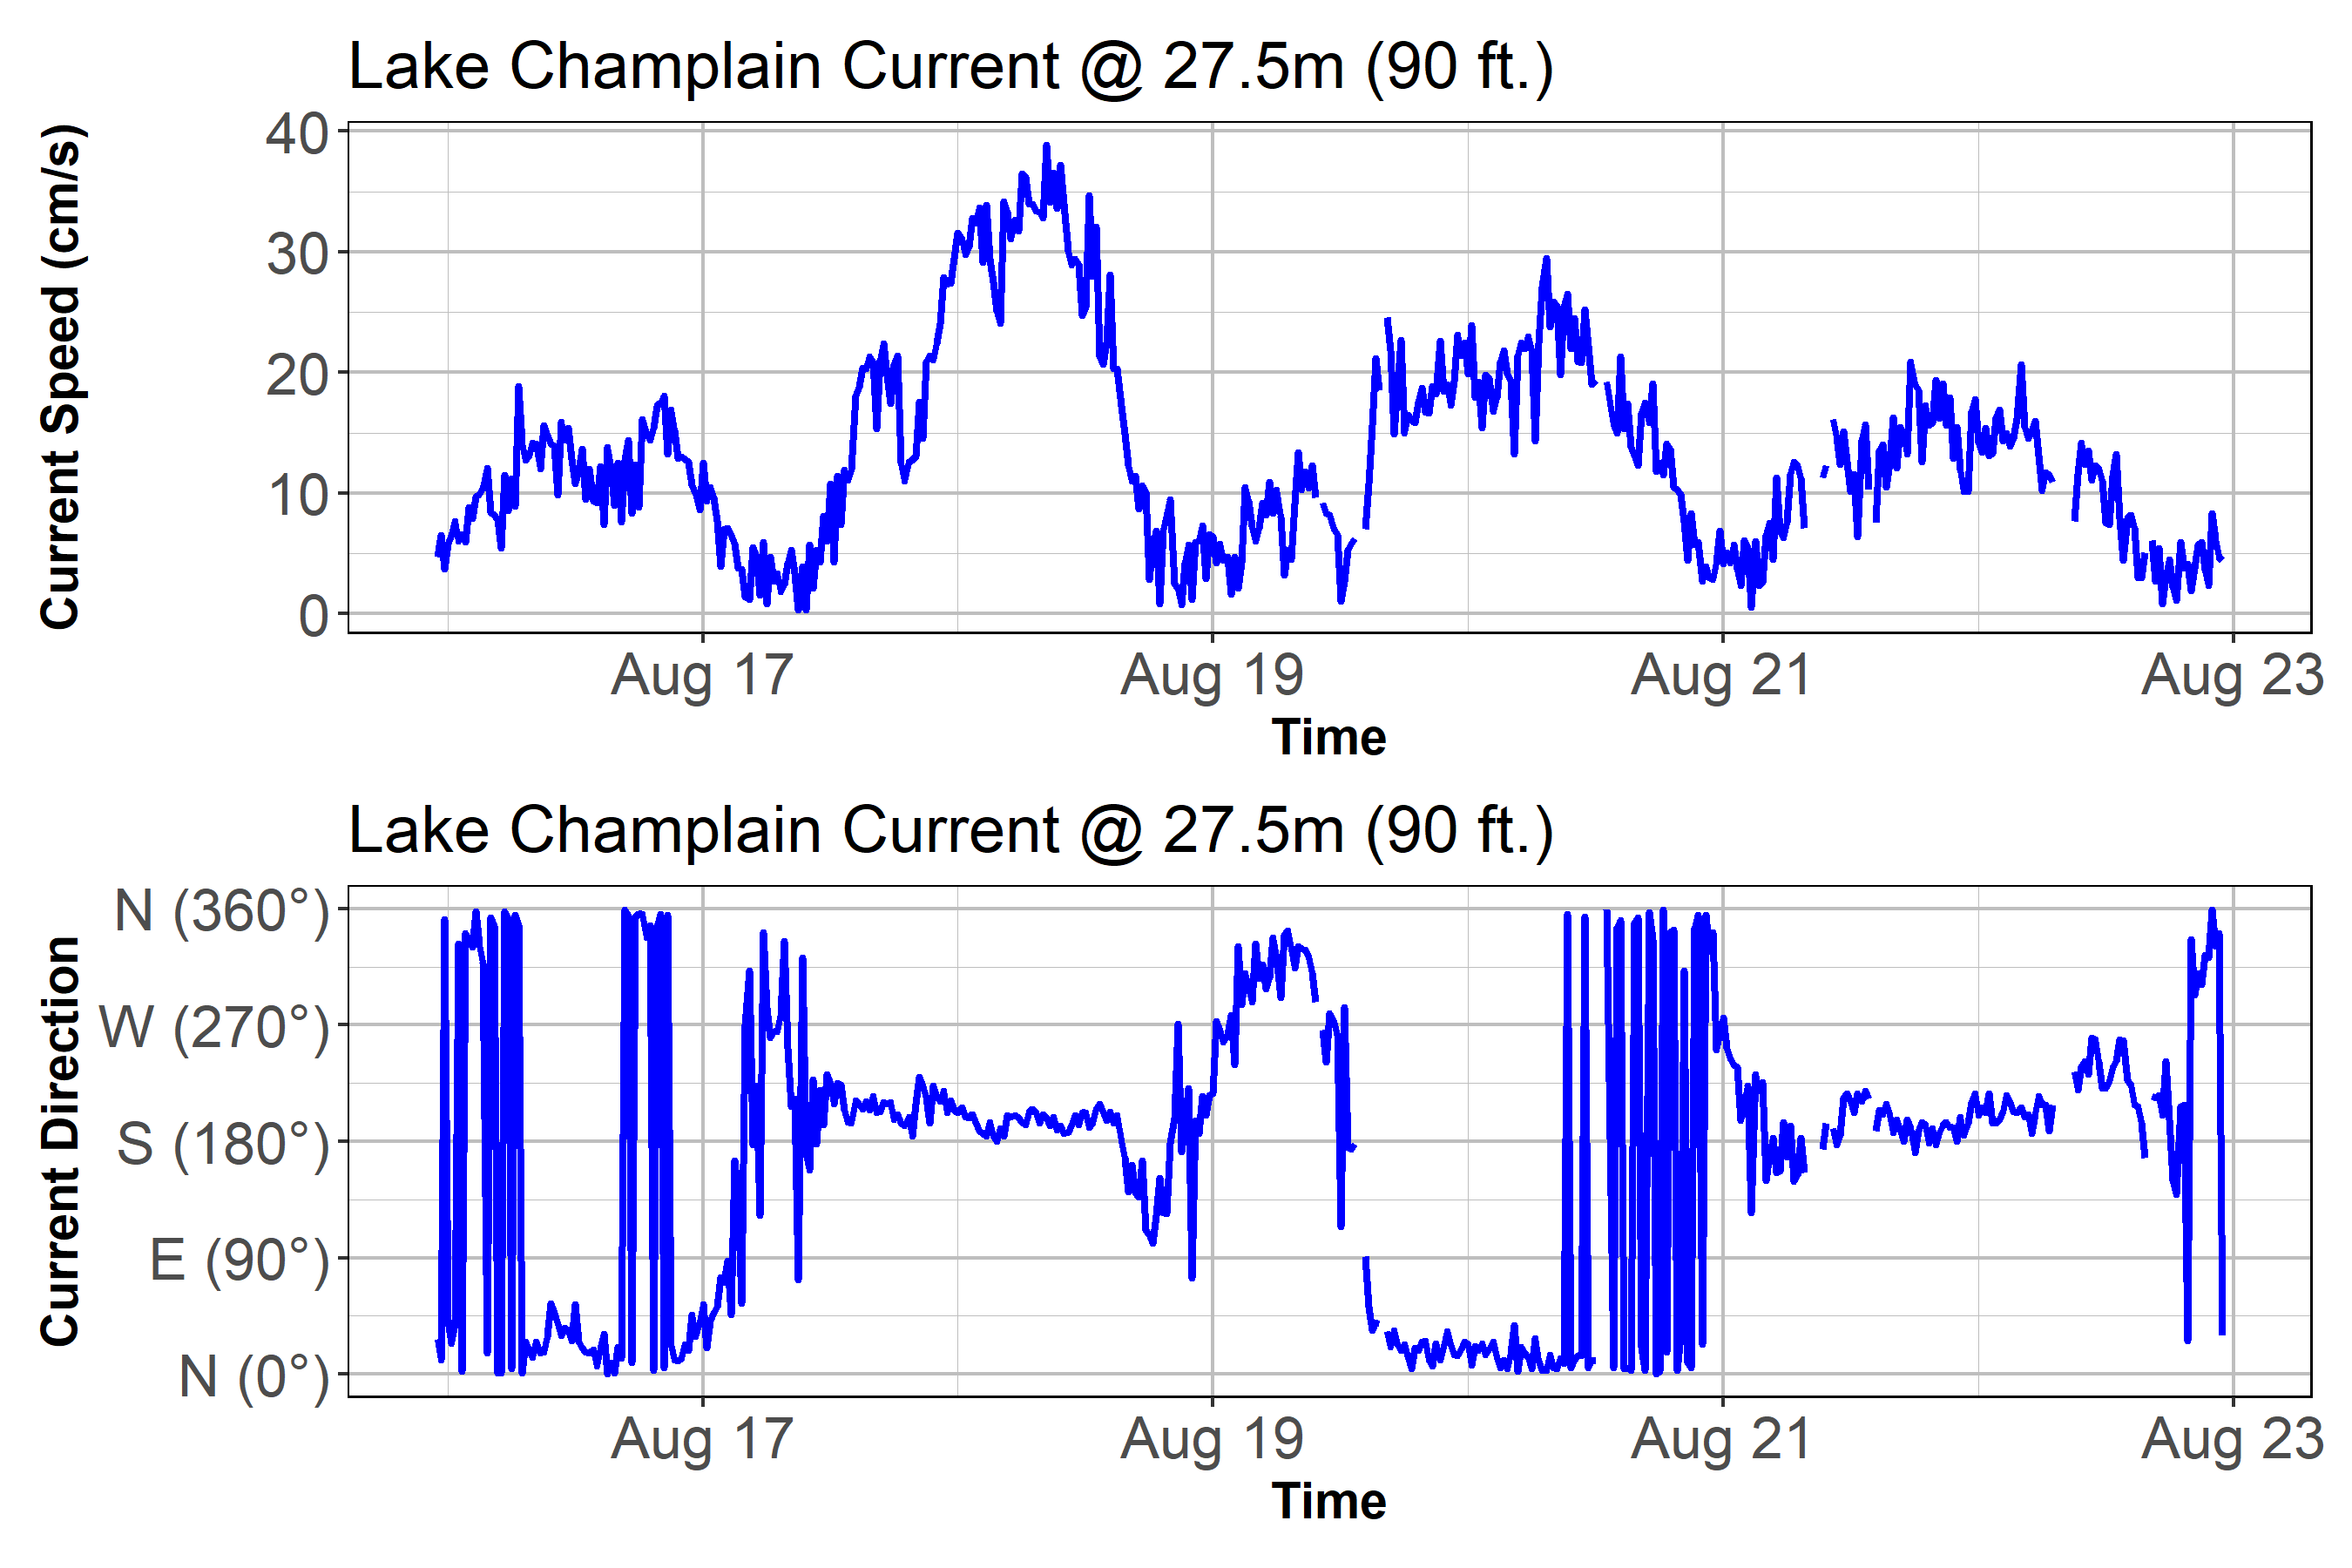 Lake Champlain Current @ 27.5m (90 ft.)
Current Speed (cm/s)
40
30
20
10
0
Aug 17 Aug 19 Aug 21 Aug 23
Time
Lake Champlain Current @ 27.5m (90 ft.)
Current Direction
N (360°)
W (270°)
S (180°)
E (90°)
N (0°)
Aug 17 Aug 19 Aug 21 Aug 23
Time